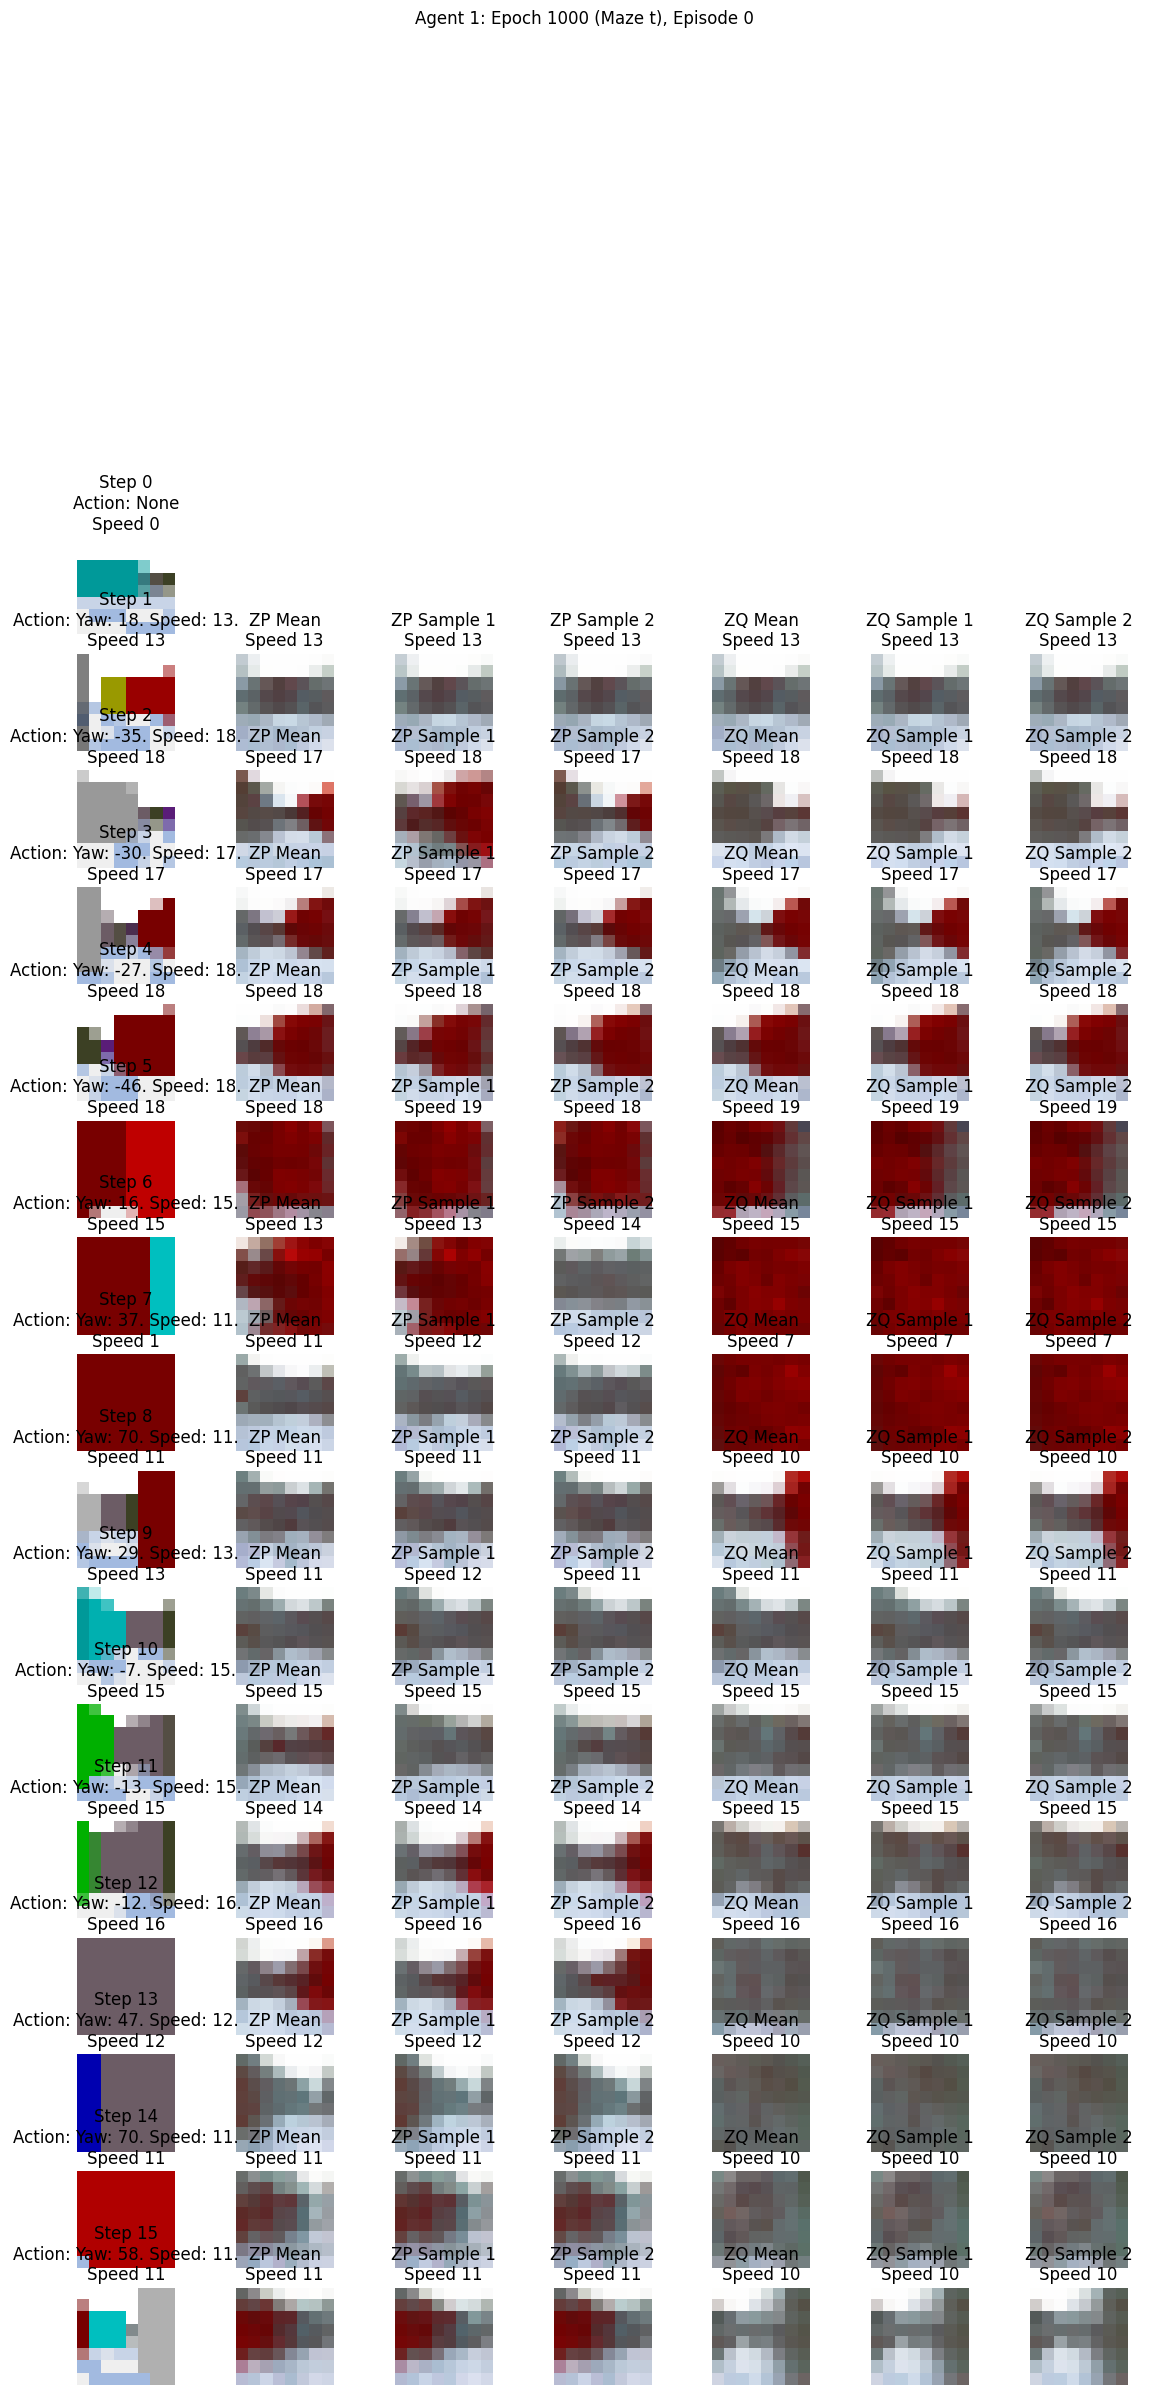 Agent 1: Epoch 1000 (Maze t), Episode 0
Step 0
Action: None
Speed 0
Step 1
Action: Yaw: 18. Speed: 13. ZP Mean ZP Sample 1 ZP Sample 2 ZQ Mean ZQ Sample 1 ZQ Sample 2
Speed 13 Speed 13 Speed 13 Speed 13 Speed 13 Speed 13 Speed 13
Step 2
Action: Yaw: -35. Speed: 18. ZP Mean ZP Sample 1 ZP Sample 2 ZQ Mean ZQ Sample 1 ZQ Sample 2
Speed 18 Speed 17 Speed 18 Speed 17 Speed 18 Speed 18 Speed 18
Step 3
Action: Yaw: -30. Speed: 17. ZP Mean ZP Sample 1 ZP Sample 2 ZQ Mean ZQ Sample 1 ZQ Sample 2
Speed 17 Speed 17 Speed 17 Speed 17 Speed 17 Speed 17 Speed 17
Step 4
Action: Yaw: -27. Speed: 18. ZP Mean ZP Sample 1 ZP Sample 2 ZQ Mean ZQ Sample 1 ZQ Sample 2
Speed 18 Speed 18 Speed 18 Speed 18 Speed 18 Speed 18 Speed 18
Step 5
Action: Yaw: -46. Speed: 18. ZP Mean ZP Sample 1 ZP Sample 2 ZQ Mean ZQ Sample 1 ZQ Sample 2
Speed 18 Speed 18 Speed 19 Speed 18 Speed 19 Speed 19 Speed 19
Step 6
Action: Yaw: 16. Speed: 15. ZP Mean ZP Sample 1 ZP Sample 2 ZQ Mean ZQ Sample 1 ZQ Sample 2
Speed 15 Speed 13 Speed 13 Speed 14 Speed 15 Speed 15 Speed 15
Step 7
Action: Yaw: 37. Speed: 11. ZP Mean ZP Sample 1 ZP Sample 2 ZQ Mean ZQ Sample 1 ZQ Sample 2
Speed 1 Speed 11 Speed 12 Speed 12 Speed 7 Speed 7 Speed 7
Step 8
Action: Yaw: 70. Speed: 11. ZP Mean ZP Sample 1 ZP Sample 2 ZQ Mean ZQ Sample 1 ZQ Sample 2
Speed 11 Speed 11 Speed 11 Speed 11 Speed 10 Speed 10 Speed 10
Step 9
Action: Yaw: 29. Speed: 13. ZP Mean ZP Sample 1 ZP Sample 2 ZQ Mean ZQ Sample 1 ZQ Sample 2
Speed 13 Speed 11 Speed 12 Speed 11 Speed 11 Speed 11 Speed 11
Step 10
Action: Yaw: -7. Speed: 15. ZP Mean ZP Sample 1 ZP Sample 2 ZQ Mean ZQ Sample 1 ZQ Sample 2
Speed 15 Speed 15 Speed 15 Speed 15 Speed 15 Speed 15 Speed 15
Step 11
Action: Yaw: -13. Speed: 15. ZP Mean ZP Sample 1 ZP Sample 2 ZQ Mean ZQ Sample 1 ZQ Sample 2
Speed 15 Speed 14 Speed 14 Speed 14 Speed 15 Speed 15 Speed 15
Step 12
Action: Yaw: -12. Speed: 16. ZP Mean ZP Sample 1 ZP Sample 2 ZQ Mean ZQ Sample 1 ZQ Sample 2
Speed 16 Speed 16 Speed 16 Speed 16 Speed 16 Speed 16 Speed 16
Step 13
Action: Yaw: 47. Speed: 12. ZP Mean ZP Sample 1 ZP Sample 2 ZQ Mean ZQ Sample 1 ZQ Sample 2
Speed 12 Speed 12 Speed 12 Speed 12 Speed 10 Speed 10 Speed 10
Step 14
Action: Yaw: 70. Speed: 11. ZP Mean ZP Sample 1 ZP Sample 2 ZQ Mean ZQ Sample 1 ZQ Sample 2
Speed 11 Speed 11 Speed 11 Speed 11 Speed 10 Speed 10 Speed 10
Step 15
Action: Yaw: 58. Speed: 11. ZP Mean ZP Sample 1 ZP Sample 2 ZQ Mean ZQ Sample 1 ZQ Sample 2
Speed 11 Speed 11 Speed 11 Speed 11 Speed 10 Speed 10 Speed 10